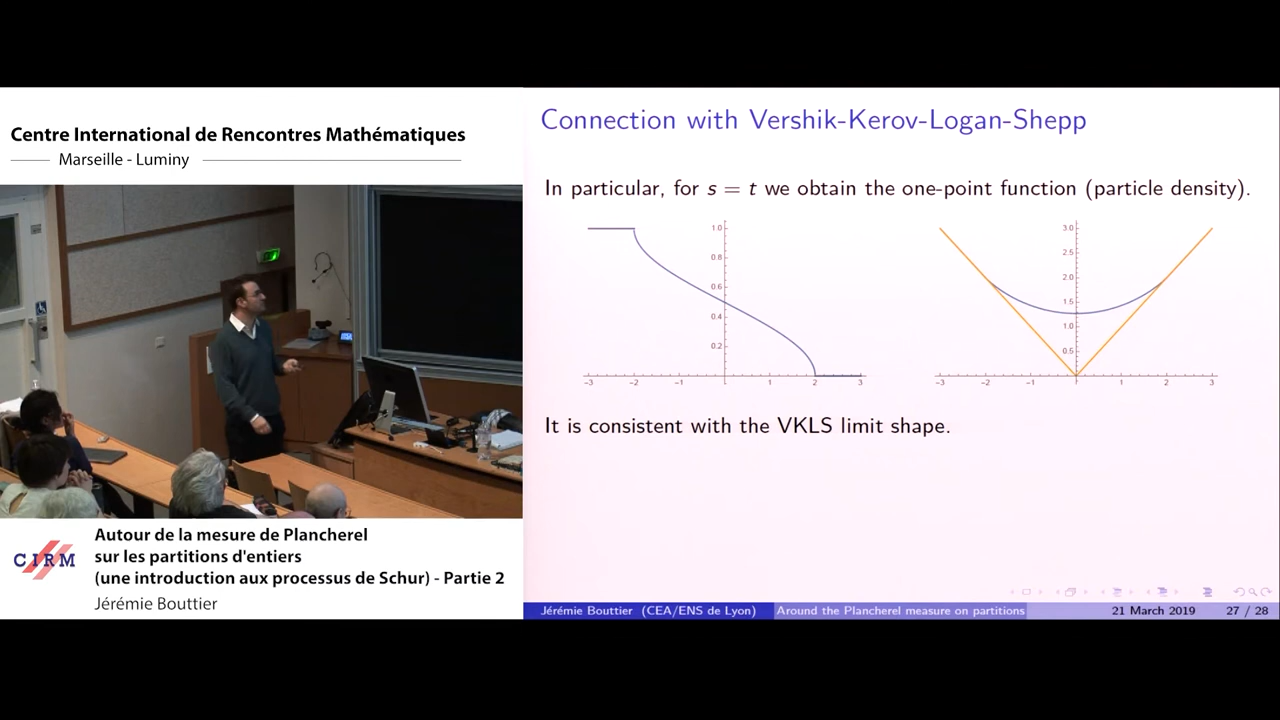 Centre International de Rencontres Mathématiques
Marseille - Luminy
CIRM
Autour de la mesure de Plancherel
sur les partitions d'entiers
(une introduction aux processus de Schur) - Partie 2
Jérémie Bouttier
Connection with Vershik-Kerov-Logan-Shepp
In particular, for s = t we obtain the one-point function (particle density).
1.0
0.8
0.6
0.4
0.2
-3 -2 -1 1 2 3
3.0
2.5
2.0
1.5
1.0
0.5
-3 -2 -1 1 2 3
It is consistent with the VKLS limit shape.
Jérémie Bouttier (CEA/ENS de Lyon) Around the Plancherel measure on partitions 21 March 2019 27 / 28